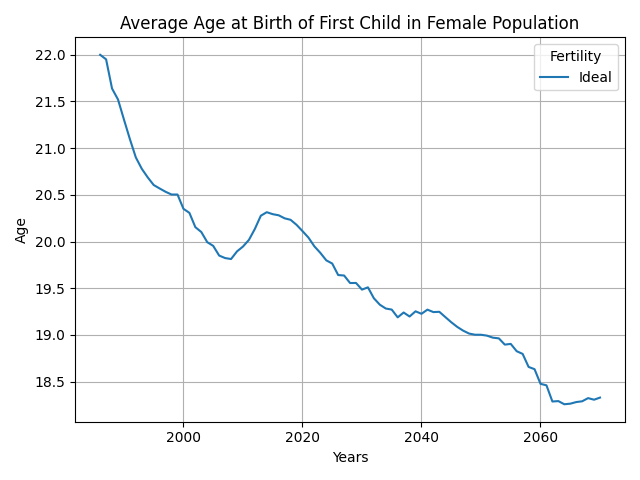 Average Age at Birth of First Child in Female Population
Fertility
Ideal
Age
22.0
21.5
21.0
20.5
20.0
19.5
19.0
18.5
2000 2020 2040 2060
Years